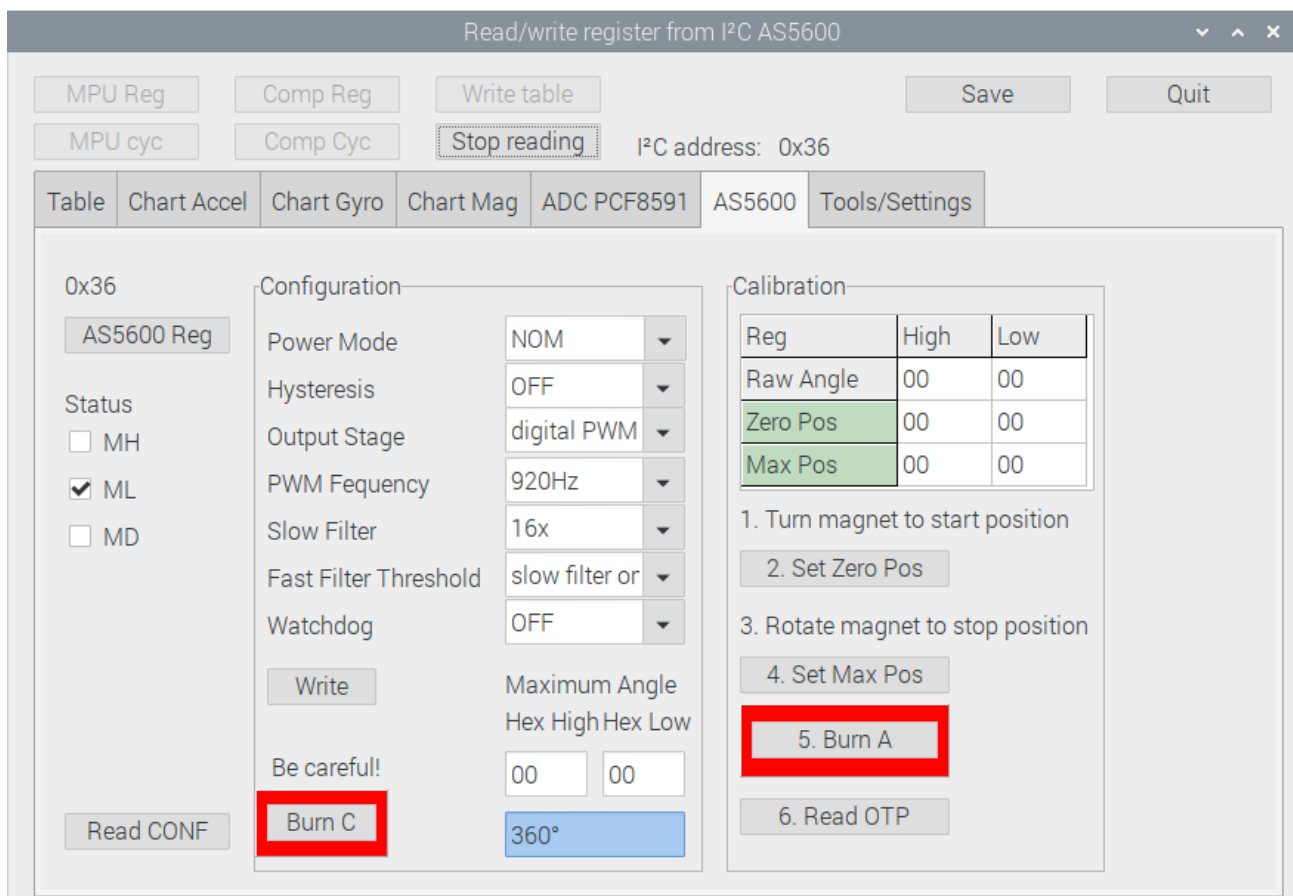 Read/write register from I²C AS5600
MPU Reg Comp Reg Write table Save Quit
MPU cyc Comp Cyc Stop reading I²C address: 0x36
Table Chart Accel Chart Gyro Chart Mag ADC PCF8591 AS5600 Tools/Settings
0x36
AS5600 Reg
Status
MH
ML
MD
Read CONF
Configuration
Power Mode NOM
Hysteresis OFF
Output Stage digital PWM
PWM Fequency 920Hz
Slow Filter 16x
Fast Filter Threshold slow filter or
Watchdog OFF
Write Maximum Angle
Hex High Hex Low
Be careful! 00 00
Burn C 360°
Calibration
Reg High Low
Raw Angle 00 00
Zero Pos 00 00
Max Pos 00 00
1. Turn magnet to start position
2. Set Zero Pos
3. Rotate magnet to stop position
4. Set Max Pos
5. Burn A
6. Read OTP